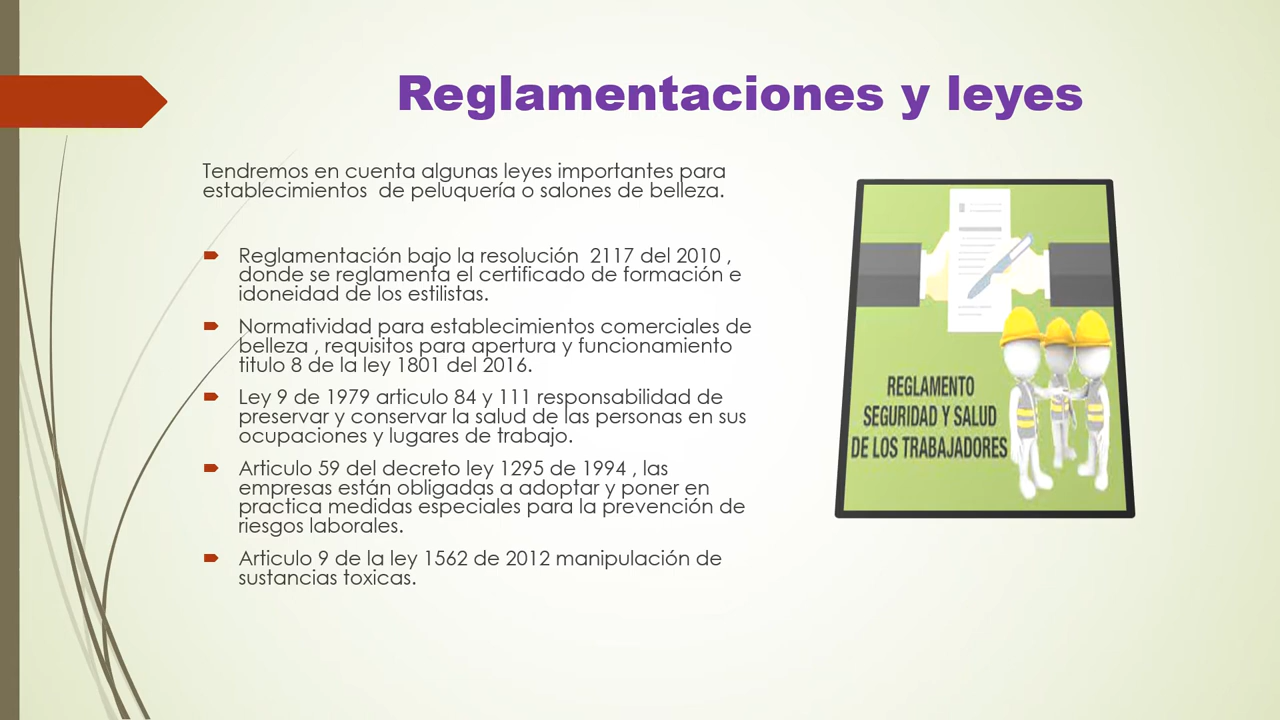 Reglamentaciones y leyes
Tendremos en cuenta algunas leyes importantes para
establecimientos  de peluquería o salones de belleza.
Reglamentación bajo la resolución  2117 del 2010 ,
donde se reglamenta el certificado de formación e
idoneidad de los estilistas.
Normatividad para establecimientos comerciales de
belleza , requisitos para apertura y funcionamiento
titulo 8 de la ley 1801 del 2016.
Ley 9 de 1979 articulo 84 y 111 responsabilidad de
preservar y conservar la salud de las personas en sus
ocupaciones y lugares de trabajo.
Articulo 59 del decreto ley 1295 de 1994 , las
empresas están obligadas a adoptar y poner en
practica medidas especiales para la prevención de
riesgos laborales.
Articulo 9 de la ley 1562 de 2012 manipulación de
sustancias toxicas.
REGLAMENTO
SEGURIDAD Y SALUD
DE LOS TRABAJADORES